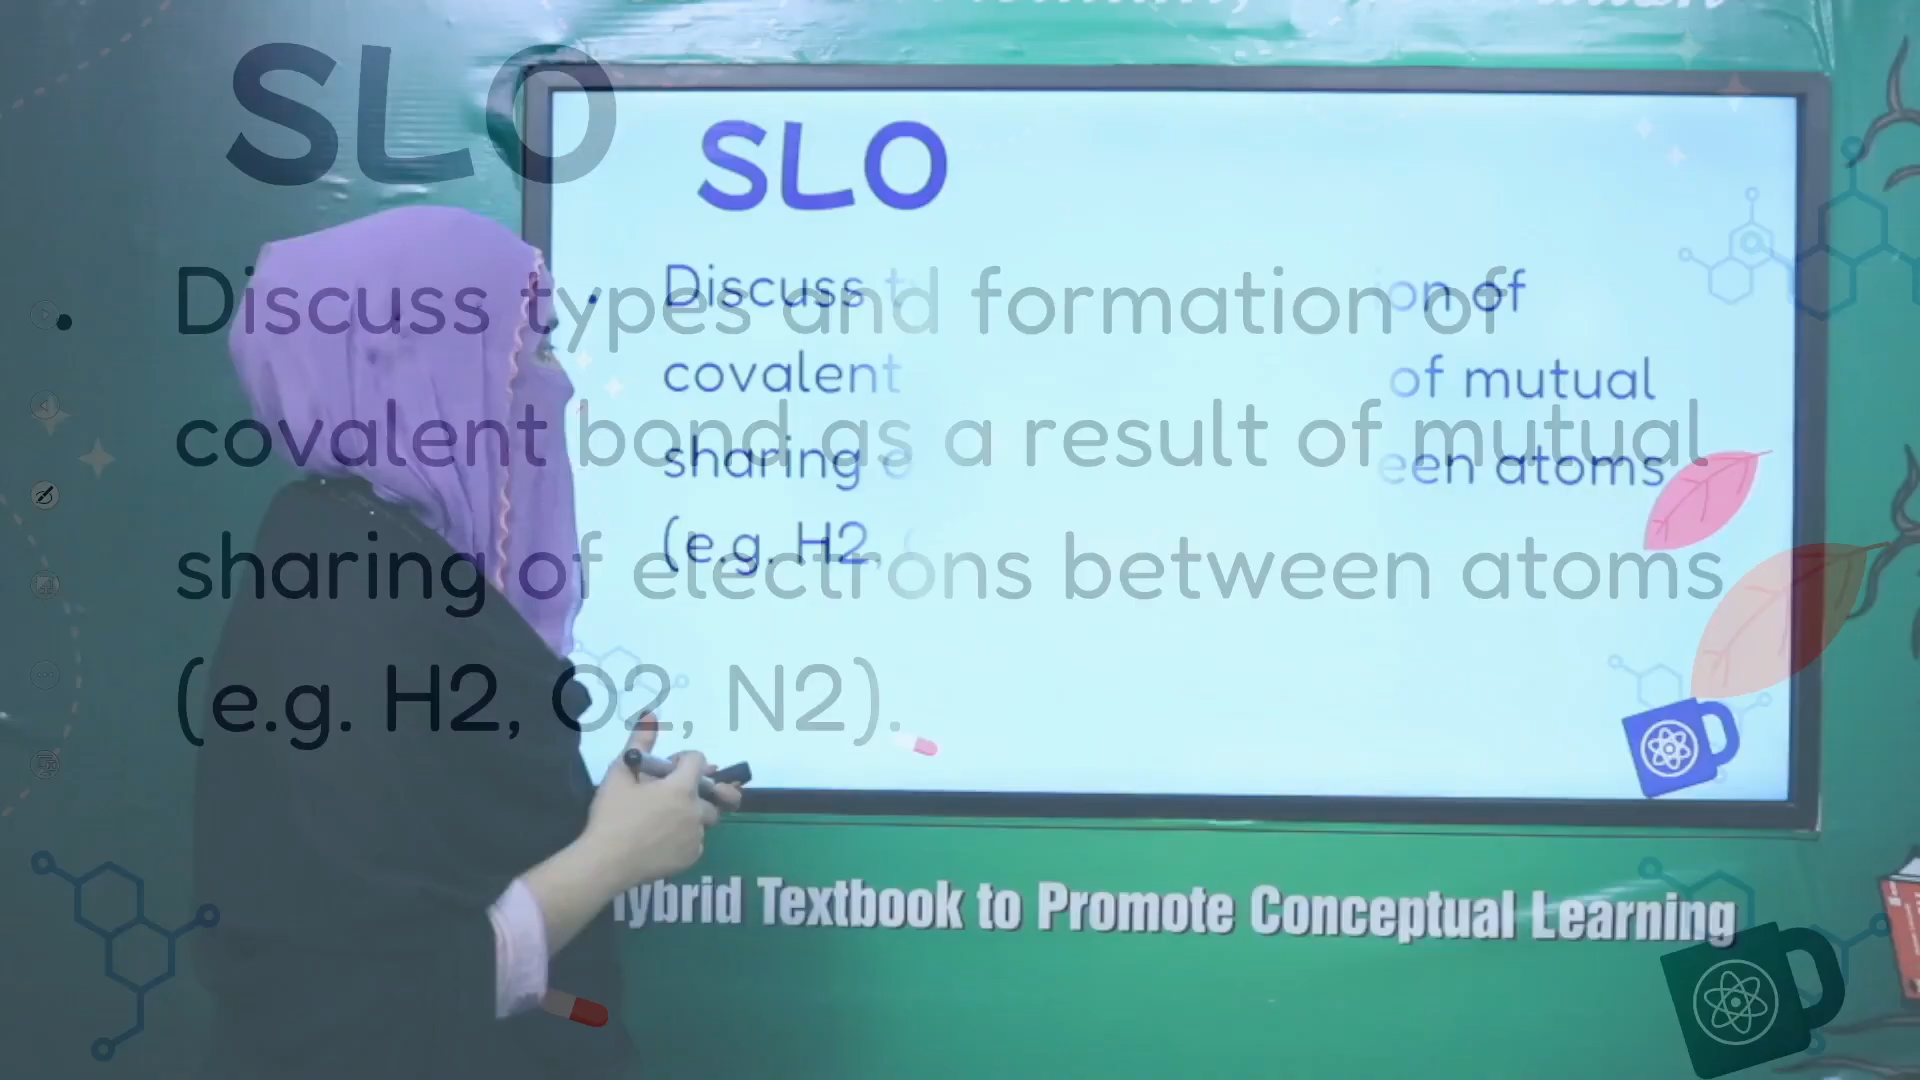 SLO
Discuss types and formation of
covalent bond as a result of mutual
sharing of electrons between atoms
(e.g. H2, O2, N2).
SLO
Discuss on of
covalent of mutual
sharing een atoms
(e.g. H2,
ybrid Textbook to Promote Conceptual Learning